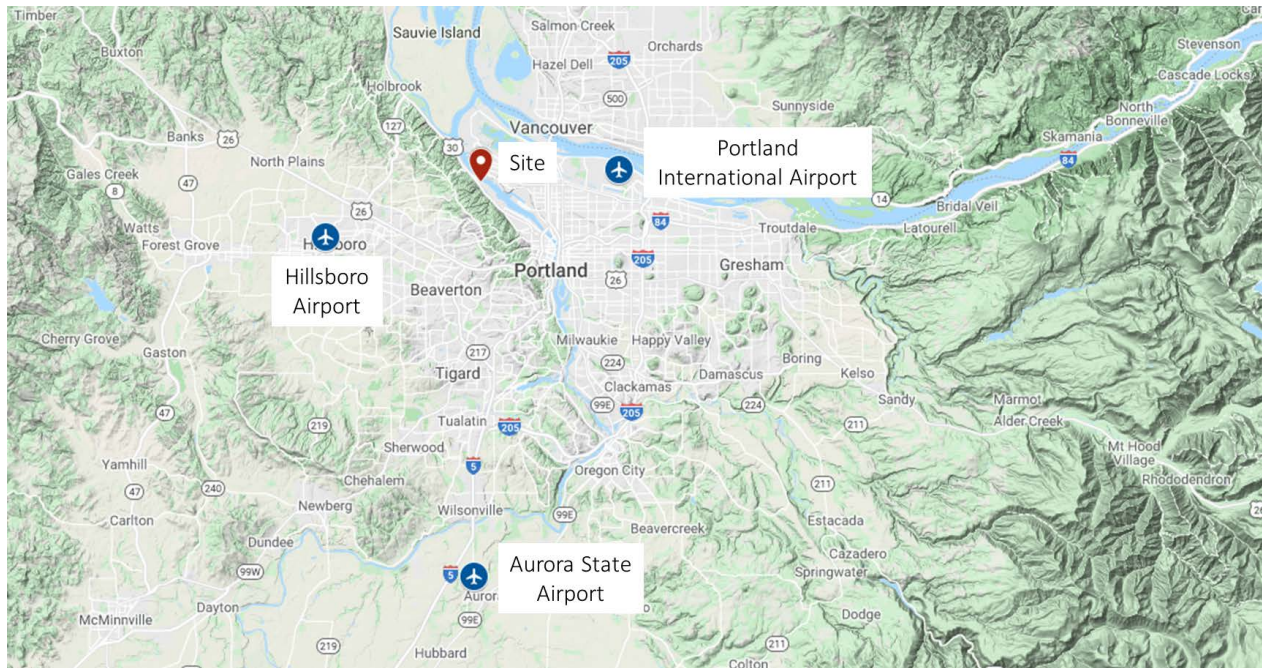 Timber
Buxton
Sauvie Island
Salmon Creek
Orchards
205
Hazel Dell
Stevenson
Cascade Locks
Holbrook
500
Sunnyside
North
Bonneville
127
Vancouver
Skamania
Banks
26
30
Site
Portland
International Airport
84
North Plains
Gales Creek
47
8
14
Bridal Veil
26
84
Troutdale
Latourell
Watts
Forest Grove
Hillsboro
205
Gresham
Portland
26
Hillsboro
Airport
Beaverton
Cherry Grove
Gaston
217
Milwaukie
Happy Valley
224
Boring
Tigard
Damascus
Kelso
Clackamas
99E
205
224
Sandy
Marmot
Alder Creek
47
219
Tualatin
205
211
Sherwood
Mt Hood
Village
Rhododendron
Yamhill
5
Oregon City
Chehalem
47
240
211
26
Newberg
Wilsonville
99E
Carlton
Beavercreek
Estacada
Dundee
Cazadero
99W
5
Aurora State
Airport
Springwater
Dayton
McMinnville
99E
Dodge
219
211
Hubbard
Colton